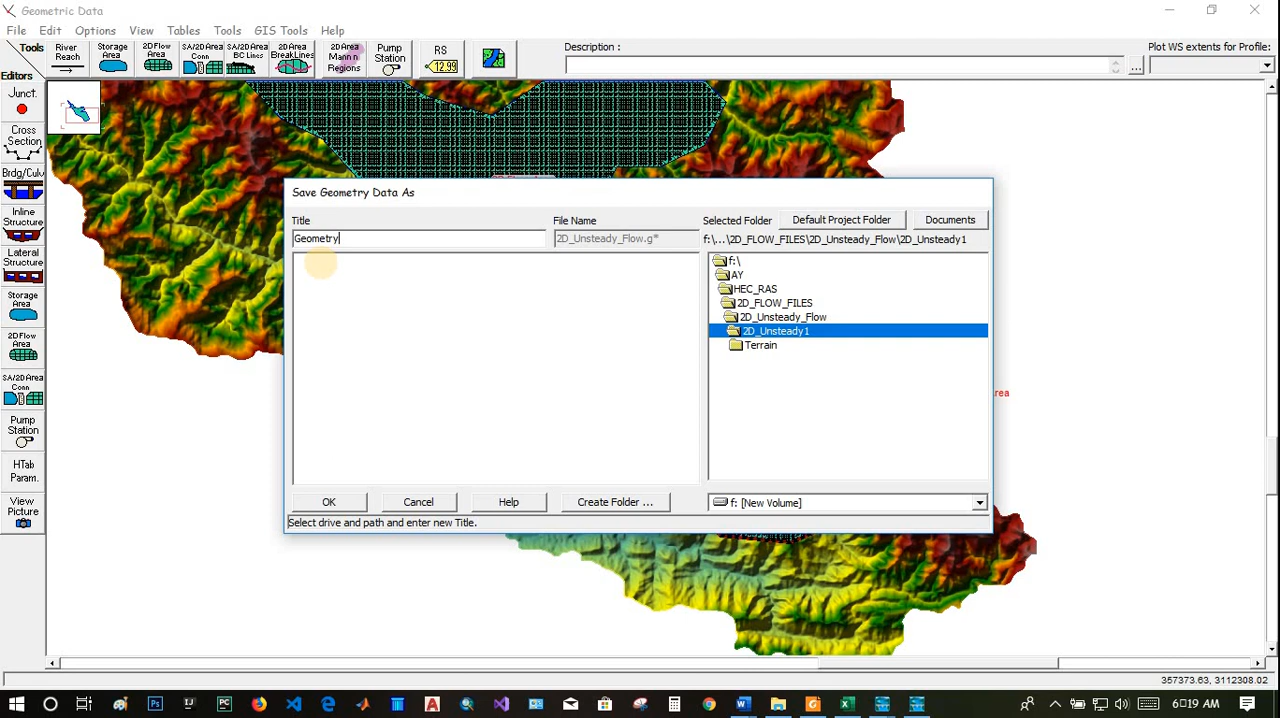 Geometric Data
File Edit Options View Tables Tools GIS Tools Help
Tools
Editors
River
Reach
Storage
Area
2D Flow
Area
SA/2D Area
Conn
SA/2D Area
BC Lines
2D Area
BreakLines
2D Area
Mann n
Regions
Pump
Station
RS
12.99
Description :
...
Plot WS extents for Profile:
Junct.
Cross
Section
Brdg/Culv
Inline
Structure
Lateral
Structure
Storage
Area
2D Flow
Area
SA/2D Area
Conn
Pump
Station
HTab
Param.
View
Picture
Save Geometry Data As
Title
File Name
Selected Folder
Default Project Folder
Documents
Geometry
2D_Unsteady_Flow.g*
f:\...\2D_FLOW_FILES\2D_Unsteady_Flow\2D_Unsteady1
f:\
AY
HEC_RAS
2D_FLOW_FILES
2D_Unsteady_Flow
2D_Unsteady1
Terrain
OK
Cancel
Help
Create Folder ...
f: [New Volume]
Select drive and path and enter new Title.
357373.63, 3112308.02
6:19 AM